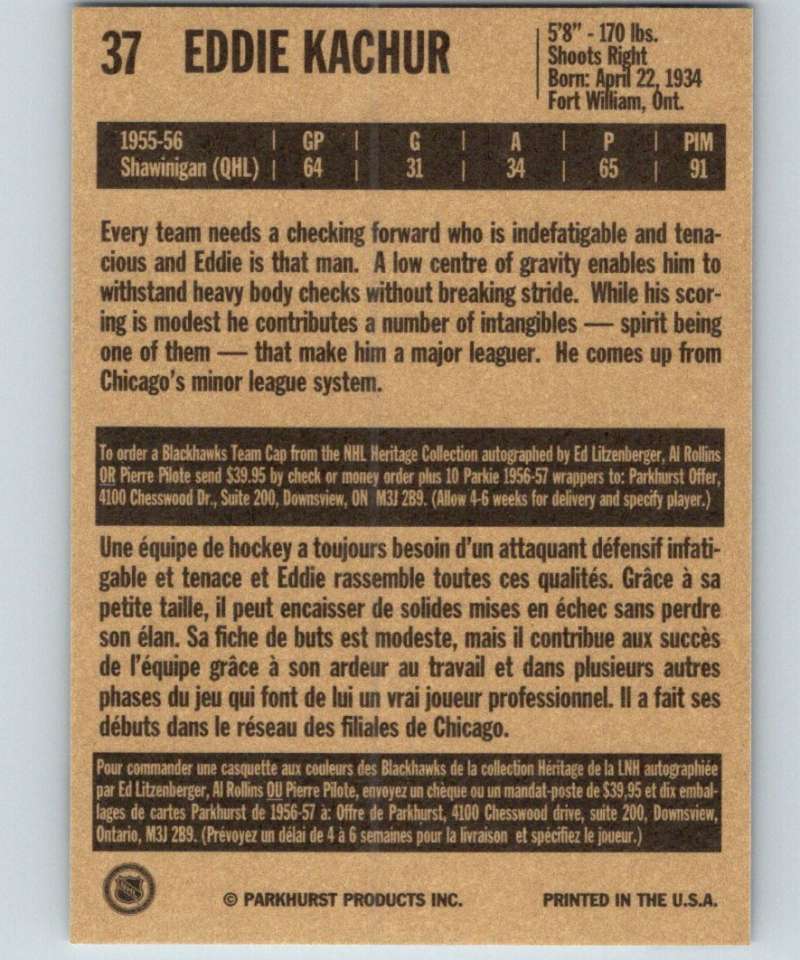 37 EDDIE KACHUR
5'8" - 170 lbs.
Shoots Right
Born: April 22, 1934
Fort William, Ont.
1955-56 | GP | G | A | P | PIM
Shawinigan (QHL) | 64 | 31 | 34 | 65 | 91
Every team needs a checking forward who is indefatigable and tena-
cious and Eddie is that man. A low centre of gravity enables him to
withstand heavy body checks without breaking stride. While his scor-
ing is modest he contributes a number of intangibles — spirit being
one of them — that make him a major leaguer. He comes up from
Chicago's minor league system.
To order a Blackhawks Team Cap from the NHL Heritage Collection autographed by Ed Litzenberger, Al Rollins
OR Pierre Pilote send $39.95 by check or money order plus 10 Parkie 1956-57 wrappers to: Parkhurst Offer,
4100 Chesswood Dr., Suite 200, Downsview, ON M3J 2B9. (Allow 4-6 weeks for delivery and specify player.)
Une équipe de hockey a toujours besoin d'un attaquant défensif infati-
gable et tenace et Eddie rassemble toutes ces qualités. Grâce à sa
petite taille, il peut encaisser de solides mises en échec sans perdre
son élan. Sa fiche de buts est modeste, mais il contribue aux succès
de l'équipe grâce à son ardeur au travail et dans plusieurs autres
phases du jeu qui font de lui un vrai joueur professionnel. Il a fait ses
débuts dans le réseau des filiales de Chicago.
Pour commander une casquette aux couleurs des Blackhawks de la collection Héritage de la LNH autographiée
par Ed Litzenberger, Al Rollins OU Pierre Pilote, envoyez un chèque ou un mandat-poste de $39,95 et dix embal-
lages de cartes Parkhurst de 1956-57 à: Offre de Parkhurst, 4100 Chesswood drive, suite 200, Downsview,
Ontario, M3J 2B9. (Prévoyez un délai de 4 à 6 semaines pour la livraison et spécifiez le joueur.)
NHL
© PARKHURST PRODUCTS INC. PRINTED IN THE U.S.A.